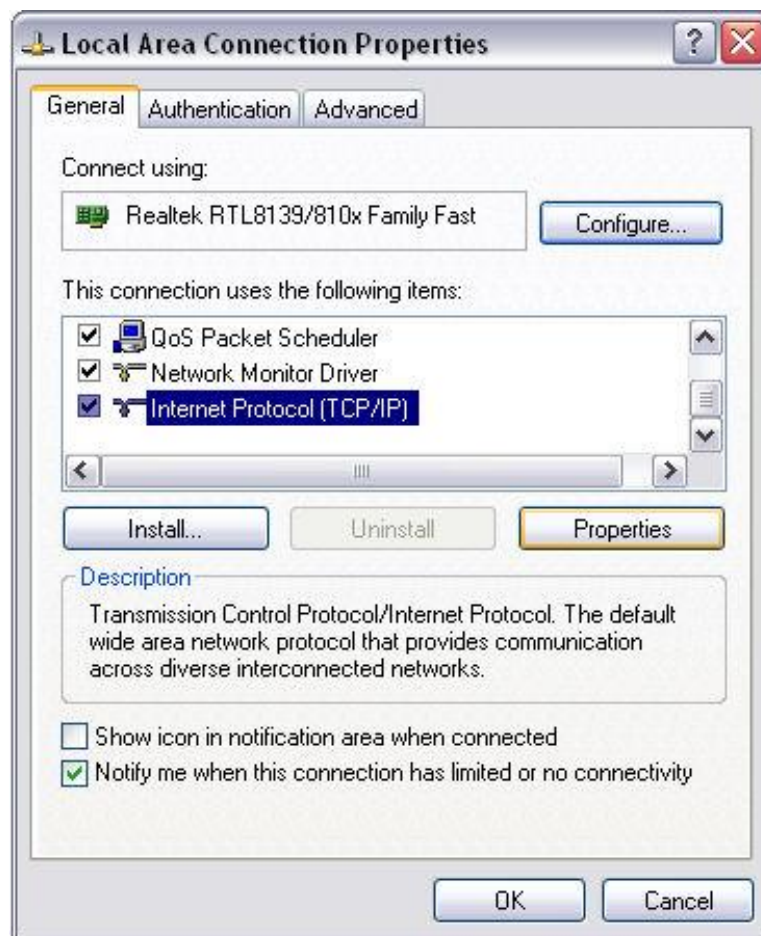 Local Area Connection Properties
General Authentication Advanced
Connect using:
Realtek RTL8139/810x Family Fast
Configure...
This connection uses the following items:
QoS Packet Scheduler
Network Monitor Driver
Internet Protocol (TCP/IP)
Install... Uninstall Properties
Description
Transmission Control Protocol/Internet Protocol. The default
wide area network protocol that provides communication
across diverse interconnected networks.
Show icon in notification area when connected
Notify me when this connection has limited or no connectivity
OK Cancel